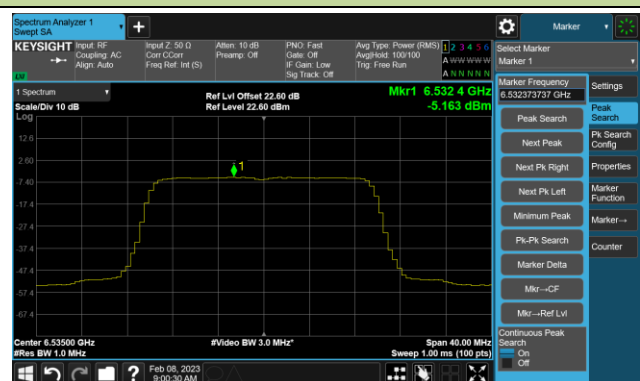 Spectrum Analyzer 1
Swept SA
Marker
KEYSIGHT
Input: RF
Coupling: AC
Align: Auto
Input Z: 50 Ω
Corr CCorr
Freq Ref: Int (S)
Atten: 10 dB
Preamp: Off
PNO: Fast
Gate: Off
IF Gain: Low
Sig Track: Off
Avg Type: Power (RMS)
Avg|Hold: 100/100
Trig: Free Run
1 2 3 4 5 6
A W W W W W
A N N N N N
LW
Select Marker
Marker 1
1 Spectrum
Scale/Div 10 dB
Log
Ref Lvl Offset 22.60 dB
Ref Level 22.60 dBm
Mkr1 6.532 4 GHz
-5.163 dBm
1
12.6
2.60
-7.40
-17.4
-27.4
-37.4
-47.4
-57.4
-67.4
Center 6.53500 GHz
#Res BW 1.0 MHz
#Video BW 3.0 MHz*
Span 40.00 MHz
Sweep 1.00 ms (100 pts)
Marker Frequency
6.532373737 GHz
Peak Search
Next Peak
Next Pk Right
Next Pk Left
Minimum Peak
Pk-Pk Search
Marker Delta
Mkr→CF
Mkr→Ref Lvl
Continuous Peak
Search
On
Off
Settings
Peak
Search
Pk Search
Config
Properties
Marker
Function
Marker→
Counter
?
Feb 08, 2023
9:00:30 AM